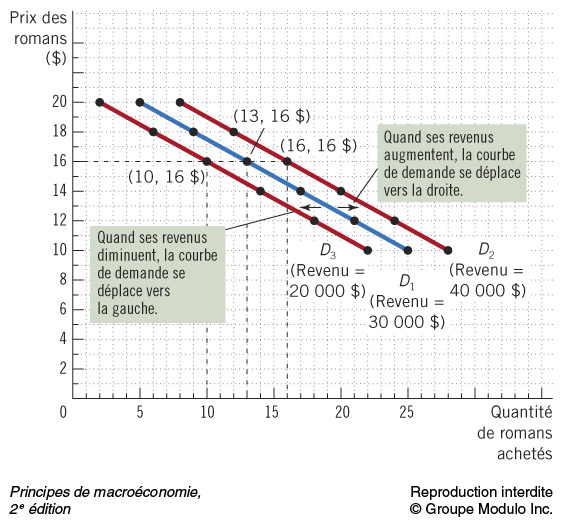 Prix des
romans
($)
20
18
16
14
12
10
8
6
4
2
0
5
10
15
20
25
Quantité
de romans
achetés
(13, 16 $)
(16, 16 $)
(10, 16 $)
Quand ses revenus
augmentent, la courbe
de demande se déplace
vers la droite.
Quand ses revenus
diminuent, la courbe
de demande se
déplace vers
la gauche.
D3
(Revenu =
20 000 $)
D1
(Revenu =
30 000 $)
D2
(Revenu =
40 000 $)
Principes de macroéconomie,
2e édition
Reproduction interdite
© Groupe Modulo Inc.